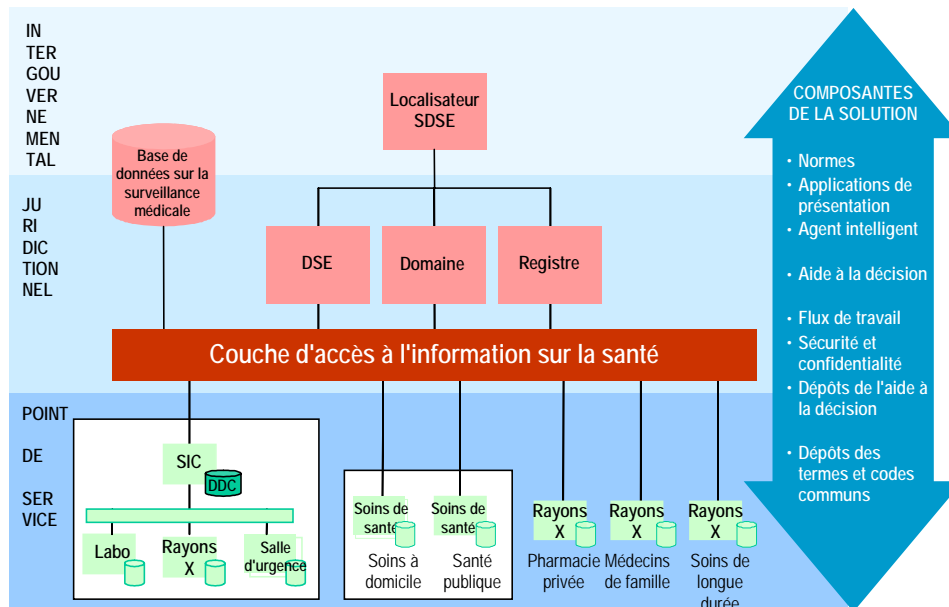 IN
TER
GOU
VER
NE
MEN
TAL
Localisateur
SDSE
Base de
données sur la
surveillance
médicale
JU
RI
DIC
TION
NEL
DSE
Domaine
Registre
Couche d'accès à l'information sur la santé
POINT
DE
SER
VICE
SIC
DDC
Labo
Rayons
X
Salle
d'urgence
Soins de
santé
Soins à
domicile
Soins de
santé
Santé
publique
Rayons
X
Pharmacie
privée
Rayons
X
Médecins
de famille
Rayons
X
Soins de
longue
durée
COMPOSANTES
DE LA SOLUTION
• Normes
• Applications de
présentation
• Agent intelligent
• Aide à la décision
• Flux de travail
• Sécurité et
confidentialité
• Dépôts de l'aide à
la décision
• Dépôts des
termes et codes
communs